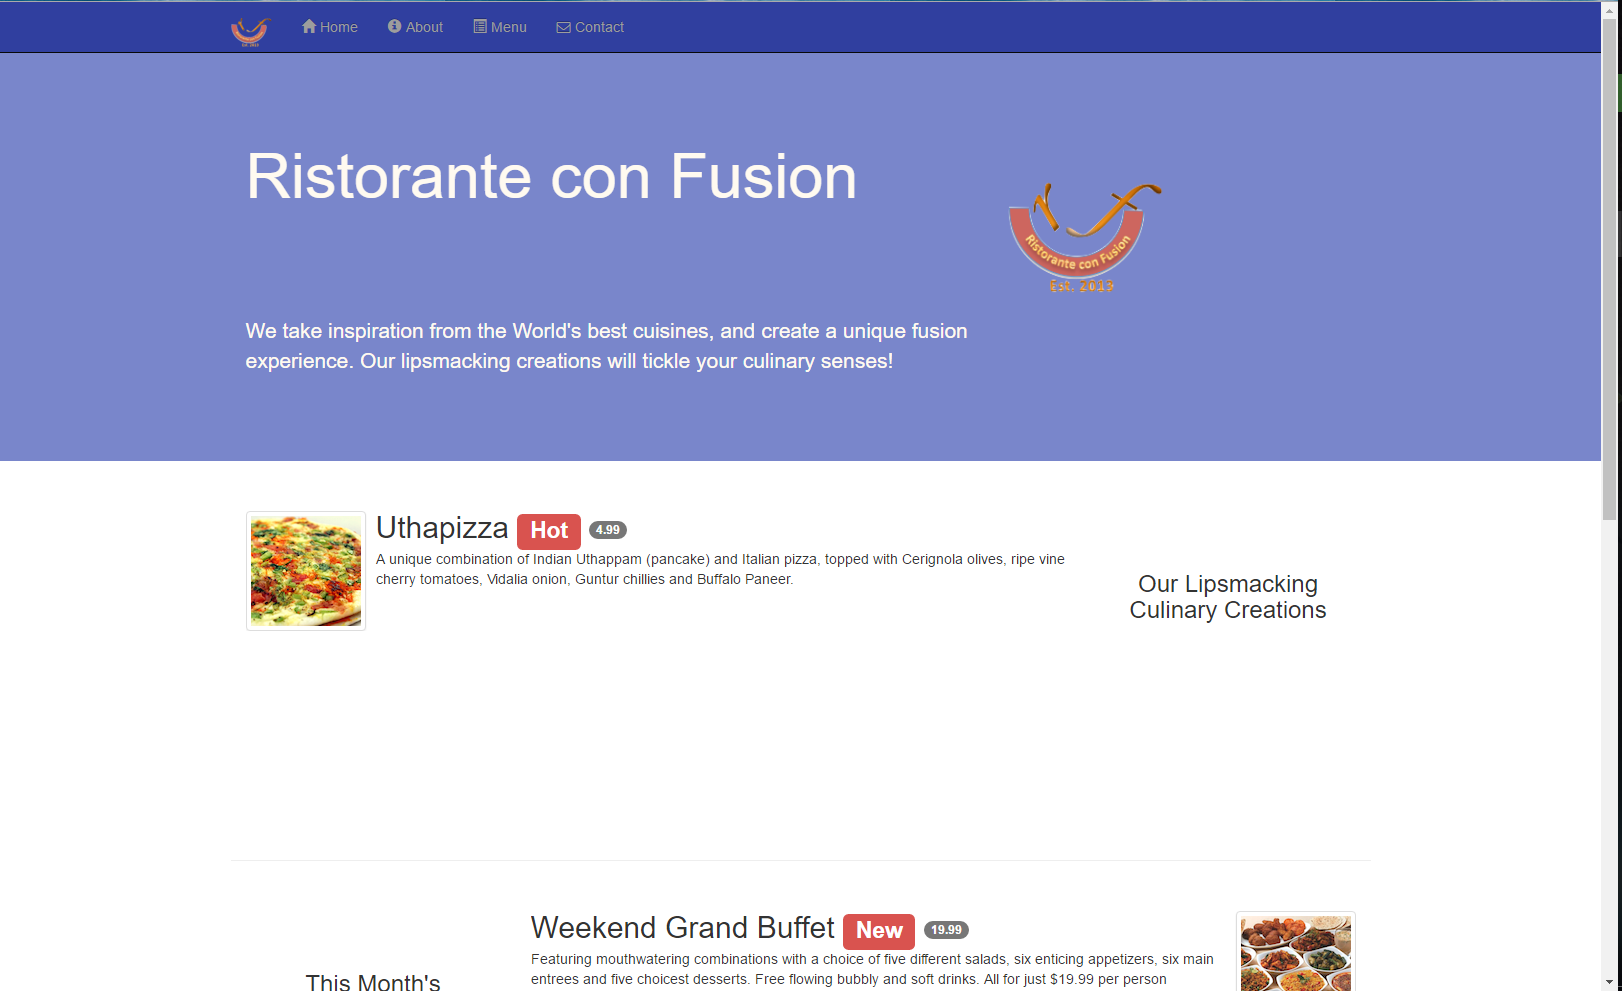 Est. 2013
Home
About
Menu
Contact
Ristorante con Fusion
Ristorante con Fusion
Est. 2013
We take inspiration from the World's best cuisines, and create a unique fusion
experience. Our lipsmacking creations will tickle your culinary senses!
Uthapizza Hot 4.99
A unique combination of Indian Uthappam (pancake) and Italian pizza, topped with Cerignola olives, ripe vine
cherry tomatoes, Vidalia onion, Guntur chillies and Buffalo Paneer.
Our Lipsmacking
Culinary Creations
Weekend Grand Buffet New 19.99
Featuring mouthwatering combinations with a choice of five different salads, six enticing appetizers, six main
entrees and five choicest desserts. Free flowing bubbly and soft drinks. All for just $19.99 per person
This Month's